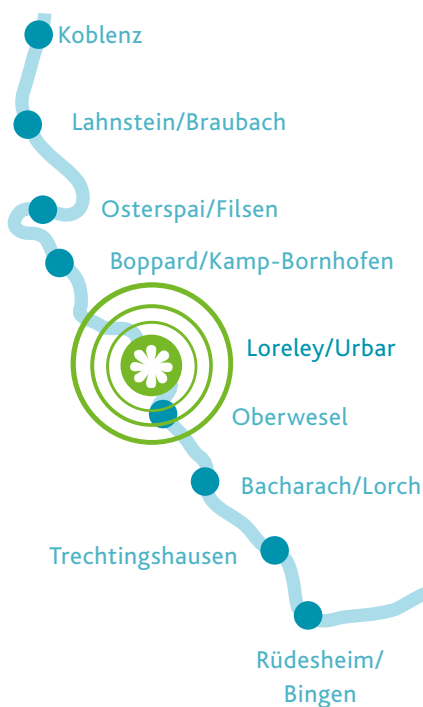 Koblenz
Lahnstein/Braubach
Osterspai/Filsen
Boppard/Kamp-Bornhofen
Loreley/Urbar
Oberwesel
Bacharach/Lorch
Trechtingshausen
Rüdesheim/
Bingen